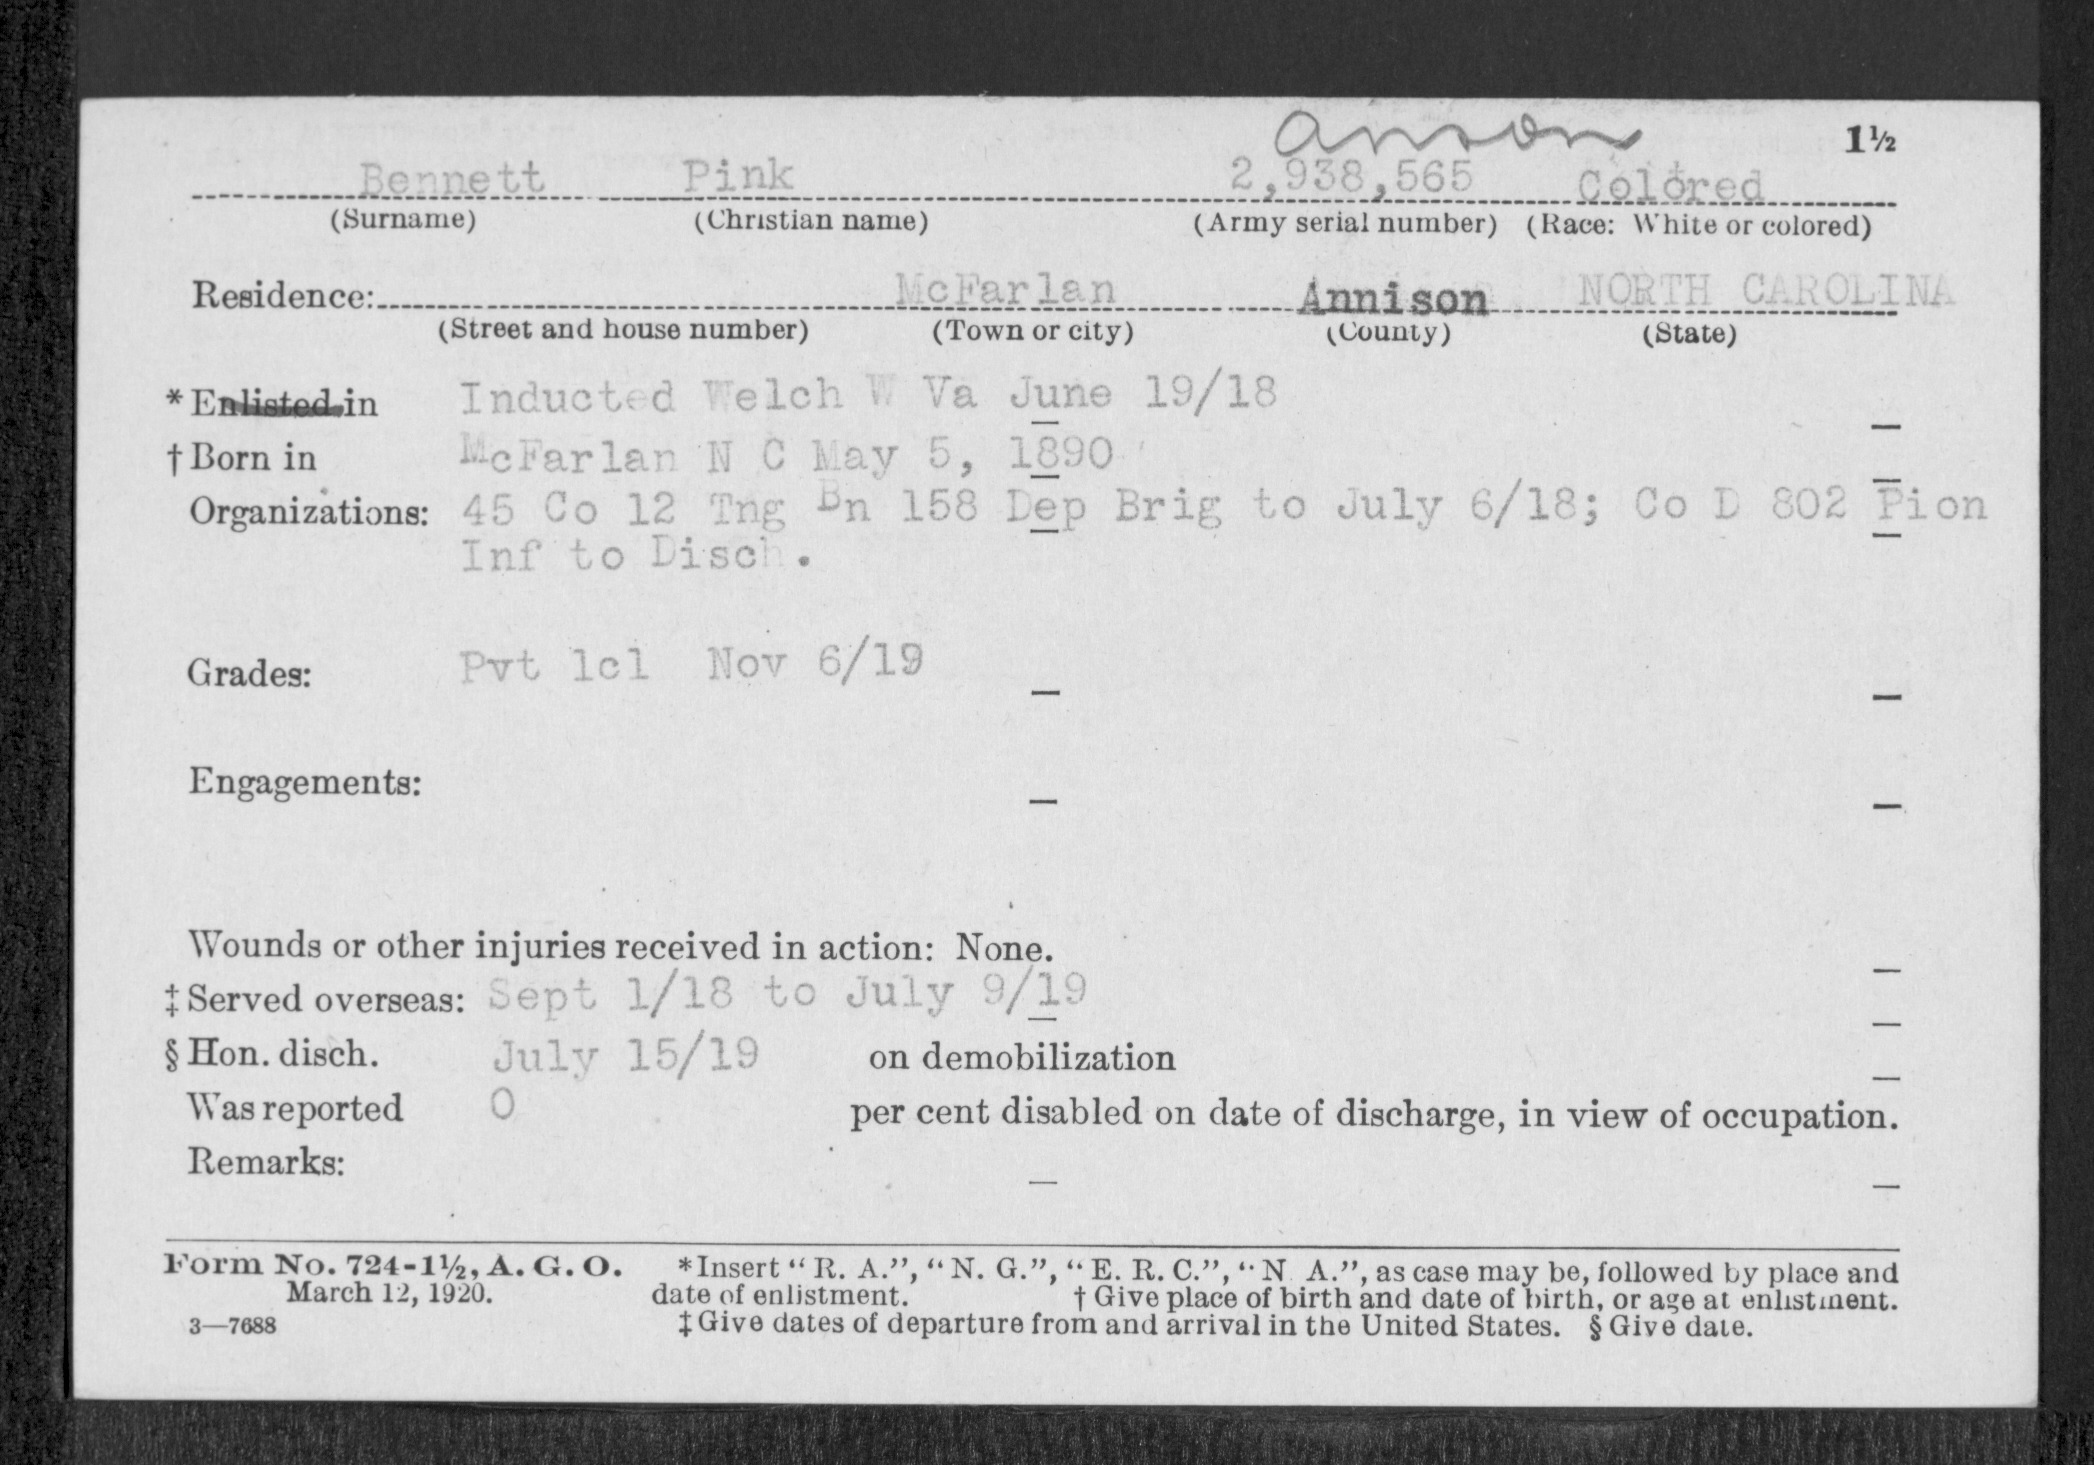 Anson 1½
Bennett Pink 2,938,565 Colored
(Surname) (Christian name) (Army serial number) (Race: White or colored)
Residence: McFarlan Annison NORTH CAROLINA
(Street and house number) (Town or city) (County) (State)
* Enlisted in Inducted Welch W Va June 19/18
† Born in McFarlan N C May 5, 1890
Organizations: 45 Co 12 Tng Bn 158 Dep Brig to July 6/18; Co D 802 Pion
Inf to Disch.
Grades: Pvt 1cl Nov 6/19
Engagements:
Wounds or other injuries received in action: None.
‡ Served overseas: Sept 1/18 to July 9/19
§ Hon. disch. July 15/19 on demobilization
Was reported 0 per cent disabled on date of discharge, in view of occupation.
Remarks:
Form No. 724-1½, A. G. O. *Insert "R. A.", "N. G.", "E. R. C.", "N A.", as case may be, followed by place and
March 12, 1920. date of enlistment. † Give place of birth and date of birth, or age at enlistment.
3—7688 ‡ Give dates of departure from and arrival in the United States. § Give date.